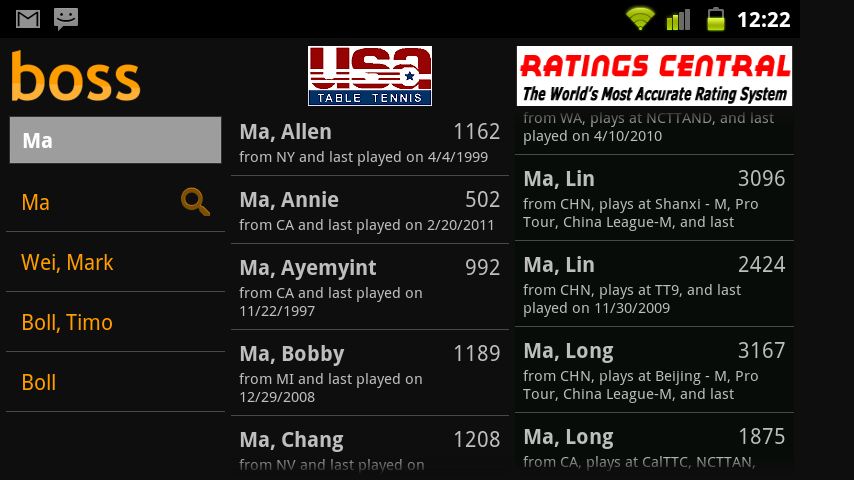 12:22
boss
Ma
Ma
Wei, Mark
Boll, Timo
Boll
USA
TABLE TENNIS
Ma, Allen 1162
from NY and last played on 4/4/1999
Ma, Annie 502
from CA and last played on 2/20/2011
Ma, Ayemyint 992
from CA and last played on
11/22/1997
Ma, Bobby 1189
from MI and last played on
12/29/2008
Ma, Chang 1208
from NV and last played on
RATINGS CENTRAL
The World's Most Accurate Rating System
from WA, plays at NCTTAND, and last
played on 4/10/2010
Ma, Lin 3096
from CHN, plays at Shanxi - M, Pro
Tour, China League-M, and last
Ma, Lin 2424
from CHN, plays at TT9, and last
played on 11/30/2009
Ma, Long 3167
from CHN, plays at Beijing - M, Pro
Tour, China League-M, and last
Ma, Long 1875
from CA, plays at CalTTC, NCTTAN,